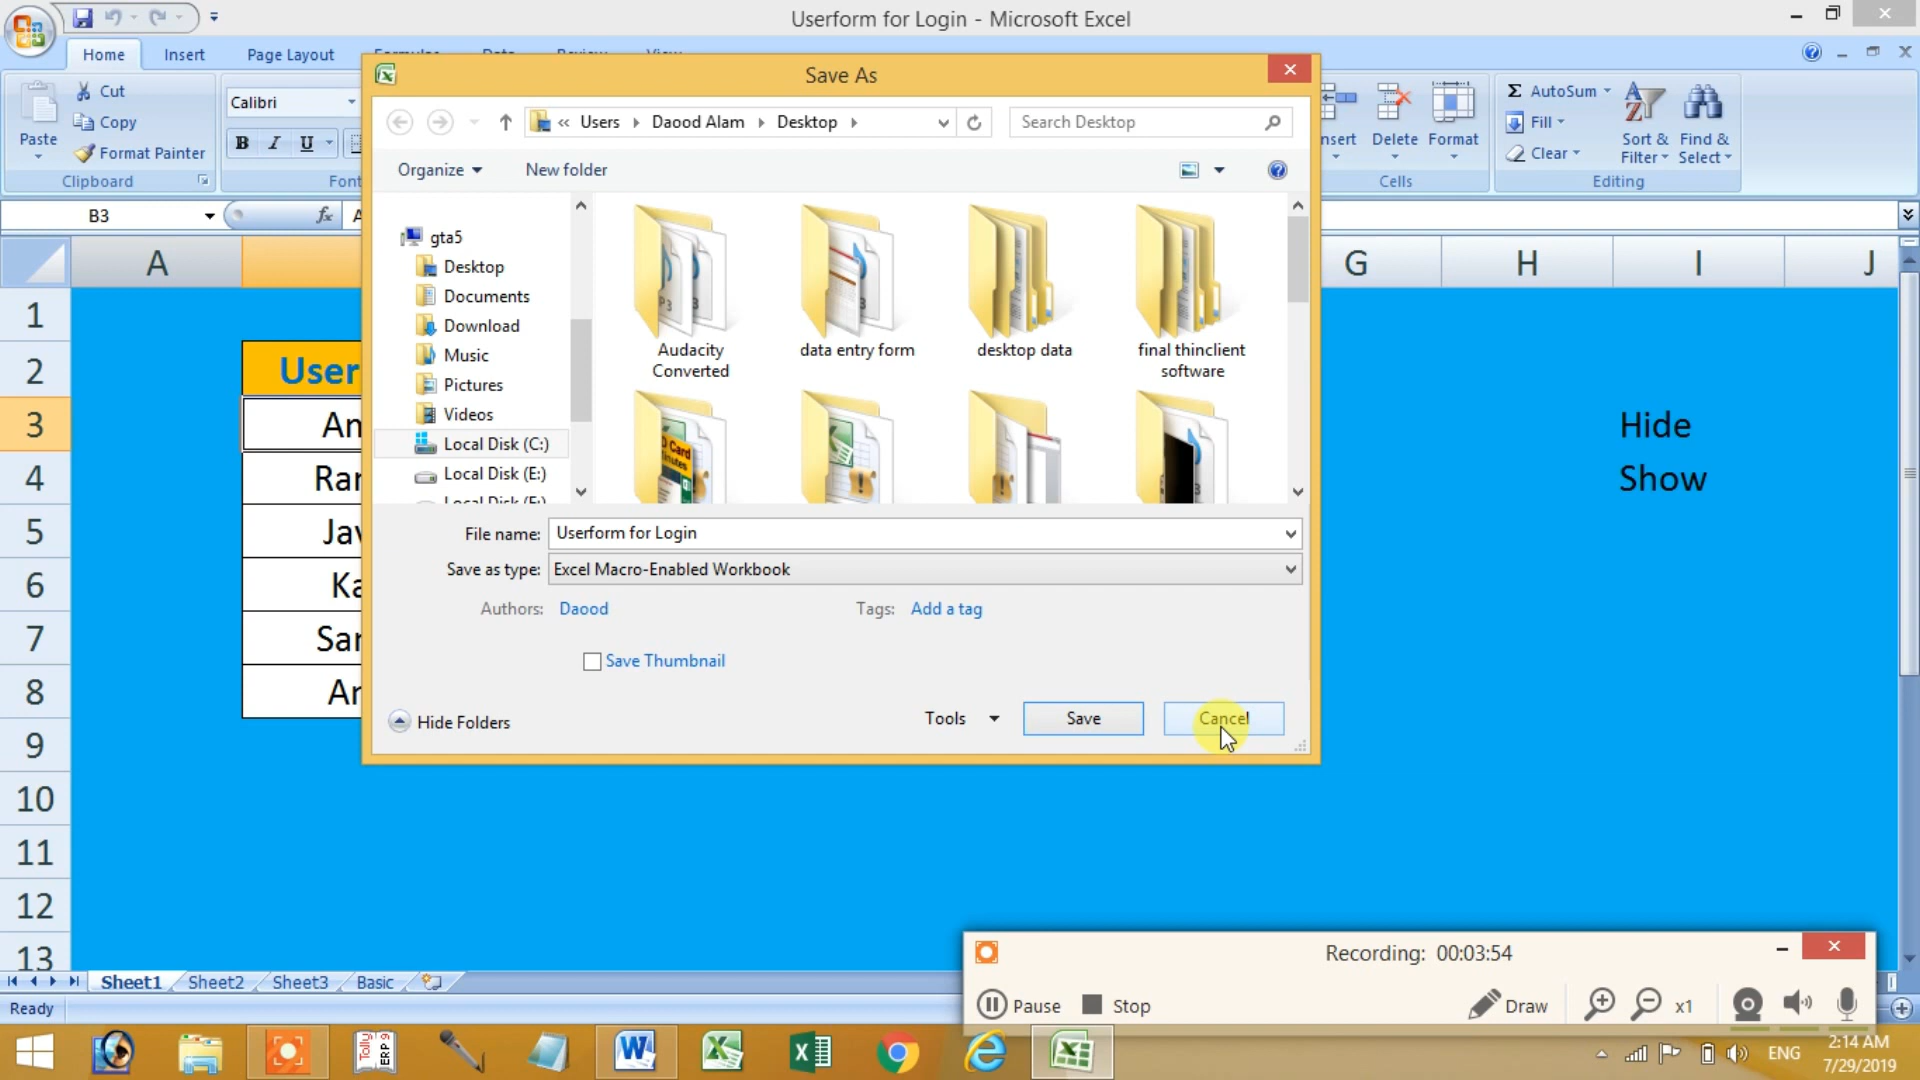 Userform for Login - Microsoft Excel
Home Insert Page Layout
Save As
Cut
Copy
Format Painter
Paste
Clipboard
Calibri
B I U
Users Daood Alam Desktop
Search Desktop
Organize New folder
Delete Format
Cells
Σ AutoSum
Fill
Clear
Sort & Filter
Find & Select
Editing
B3
fx
A G H I J
gta5
Desktop
Documents
Download
Music
Pictures
Videos
Local Disk (C:)
Local Disk (E:)
Audacity Converted
data entry form
desktop data
final thinclient software
File name: Userform for Login
Save as type: Excel Macro-Enabled Workbook
Authors: Daood
Tags: Add a tag
Save Thumbnail
Hide Folders
Tools Save Cancel
1
2 User
3
4
5
6
7
8
9
10
11
12
13
Hide
Show
Sheet1 Sheet2 Sheet3 Basic
Ready
Recording: 00:03:54
Pause Stop Draw x1
Tally ERP 9
ENG
2:14 AM
7/29/2019